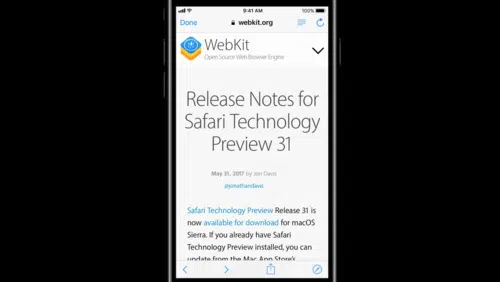 9:41 AM 100%
Done webkit.org
WebKit
Open Source Web Browser Engine
Release Notes for
Safari Technology
Preview 31
May 31, 2017 by Jon Davis
@jonathandavis
Safari Technology Preview Release 31 is
now available for download for macOS
Sierra. If you already have Safari
Technology Preview installed, you can
update from the Mac App Store's